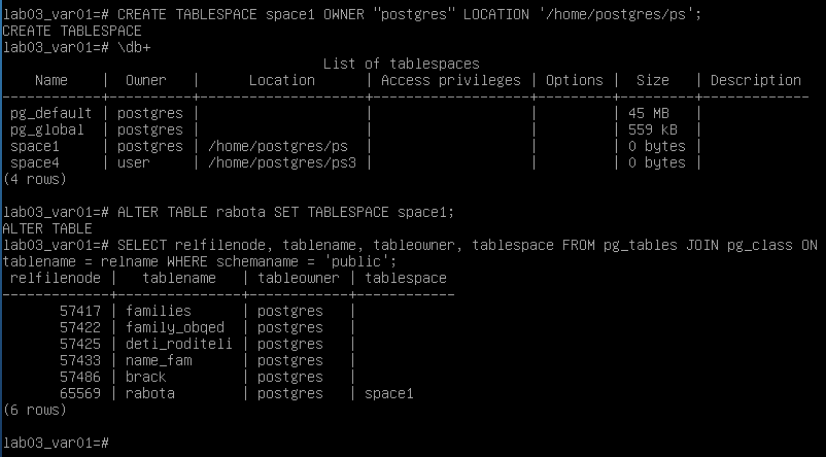 lab03_var01=# CREATE TABLESPACE space1 OWNER "postgres" LOCATION '/home/postgres/ps';
CREATE TABLESPACE
lab03_var01=# \db+
                                  List of tablespaces
    Name    |  Owner   |      Location      | Access privileges | Options |  Size   | Description
------------+----------+--------------------+-------------------+---------+---------+-------------
 pg_default | postgres |                    |                   |         | 45 MB   |
 pg_global  | postgres |                    |                   |         | 559 kB  |
 space1     | postgres | /home/postgres/ps  |                   |         | 0 bytes |
 space4     | user     | /home/postgres/ps3 |                   |         | 0 bytes |
(4 rows)

lab03_var01=# ALTER TABLE rabota SET TABLESPACE space1;
ALTER TABLE
lab03_var01=# SELECT relfilenode, tablename, tableowner, tablespace FROM pg_tables JOIN pg_class ON
tablename = relname WHERE schemaname = 'public';
 relfilenode |   tablename   | tableowner | tablespace
-------------+---------------+------------+------------
       57417 | families      | postgres   |
       57422 | family_obqed  | postgres   |
       57425 | deti_roditeli | postgres   |
       57433 | name_fam      | postgres   |
       57486 | brack         | postgres   |
       65569 | rabota        | postgres   | space1
(6 rows)

lab03_var01=#